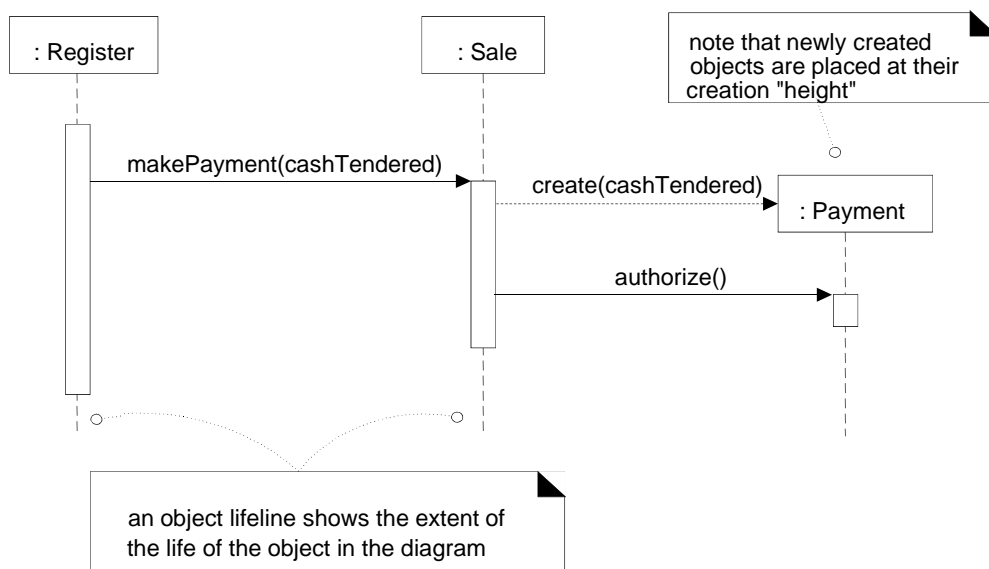 : Register
: Sale
note that newly created
objects are placed at their
creation "height"
makePayment(cashTendered)
create(cashTendered)
: Payment
authorize()
an object lifeline shows the extent of
the life of the object in the diagram